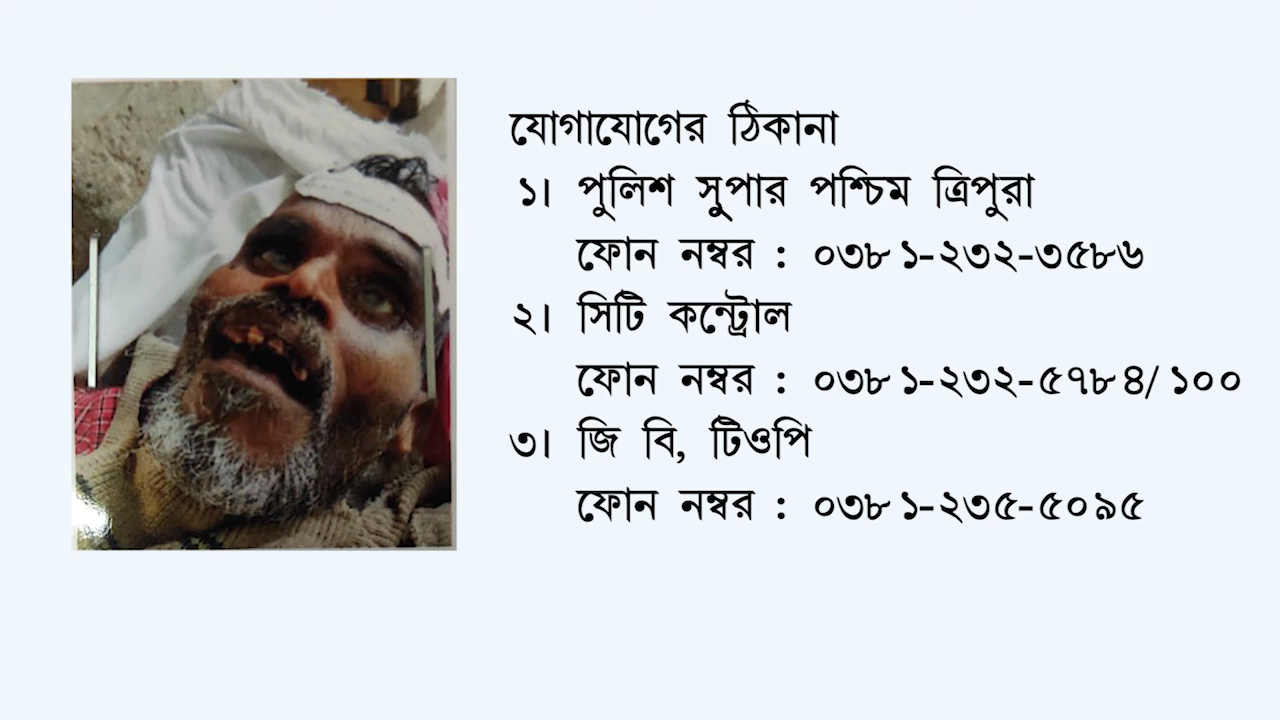 যোগাযোগের ঠিকানা
১। পুলিশ সুপার পশ্চিম ত্রিপুরা
ফোন নম্বর : ০৩৮১-২৩২-৩৫৮৬
২। সিটি কন্ট্রোল
ফোন নম্বর : ০৩৮১-২৩২-৫৭৮৪/১০০
৩। জি বি, টিওপি
ফোন নম্বর : ০৩৮১-২৩৫-৫০৯৫